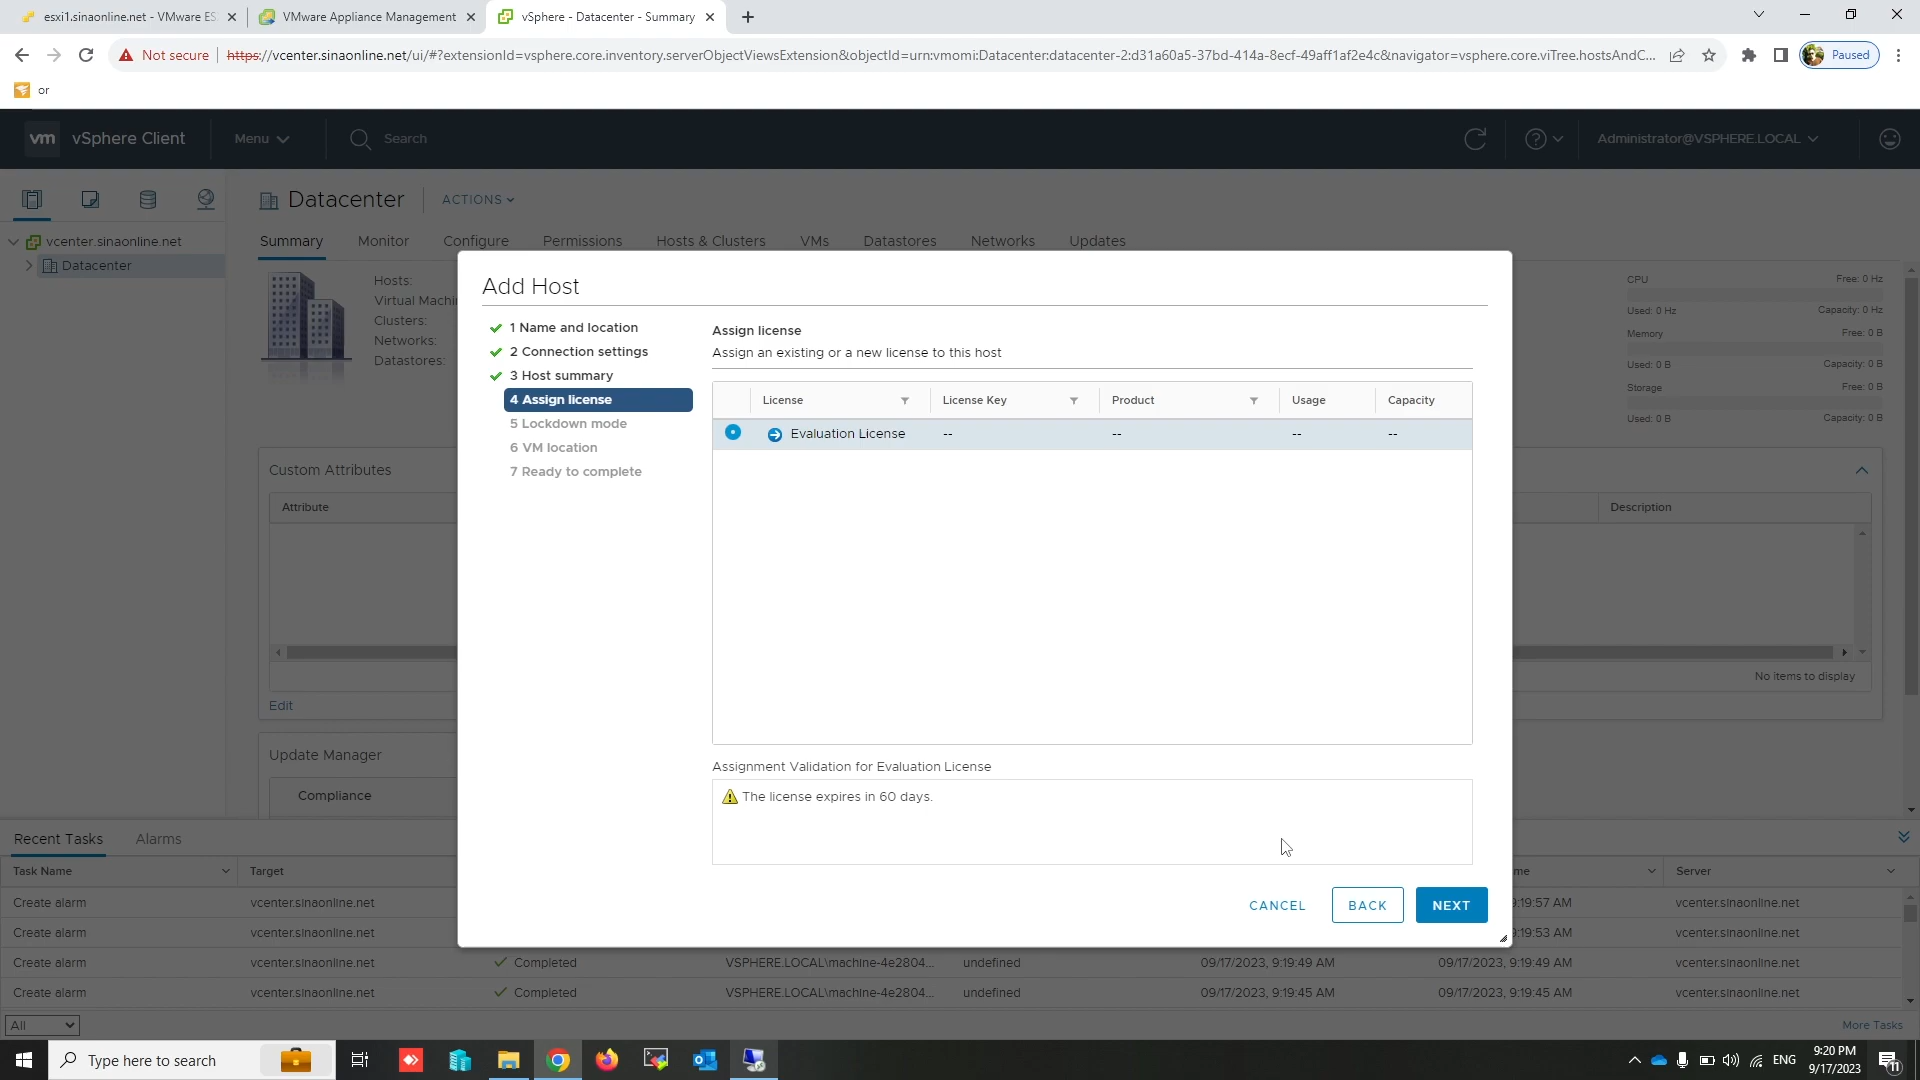 esxi1.sinaonline.net - VMware ES
VMware Appliance Management
vSphere - Datacenter - Summary
Not secure
https://vcenter.sinaonline.net/ui/#?extensionId=vsphere.core.inventory.serverObjectViewsExtension&objectId=urn:vmomi:Datacenter:datacenter-2:d31a60a5-37bd-414a-8ecf-49aff1af2e4c&navigator=vsphere.core.viTree.hostsAndC...
Paused
or
vm vSphere Client
Menu
Search
Administrator@VSPHERE.LOCAL
Datacenter
ACTIONS
vcenter.sinaonline.net
Datacenter
Summary Monitor Configure Permissions Hosts & Clusters VMs Datastores Networks Updates
Hosts:
Virtual Machi
Clusters:
Networks:
Datastores:
CPU Free: 0 Hz
Used: 0 Hz Capacity: 0 Hz
Memory Free: 0 B
Used: 0 B Capacity: 0 B
Storage Free: 0 B
Used: 0 B Capacity: 0 B
Custom Attributes
Attribute
Description
No items to display
Edit
Update Manager
Compliance
Add Host
1 Name and location
2 Connection settings
3 Host summary
4 Assign license
5 Lockdown mode
6 VM location
7 Ready to complete
Assign license
Assign an existing or a new license to this host
License License Key Product Usage Capacity
Evaluation License -- -- -- --
Assignment Validation for Evaluation License
The license expires in 60 days.
CANCEL BACK NEXT
Recent Tasks Alarms
Task Name Target me Server
Create alarm vcenter.sinaonline.net 9:19:57 AM vcenter.sinaonline.net
Create alarm vcenter.sinaonline.net 9:19:53 AM vcenter.sinaonline.net
Create alarm vcenter.sinaonline.net Completed VSPHERE.LOCAL\machine-4e2804... undefined 09/17/2023, 9:19:49 AM 09/17/2023, 9:19:49 AM vcenter.sinaonline.net
Create alarm vcenter.sinaonline.net Completed VSPHERE.LOCAL\machine-4e2804... undefined 09/17/2023, 9:19:45 AM 09/17/2023, 9:19:45 AM vcenter.sinaonline.net
All
More Tasks
Type here to search
ENG
9:20 PM
9/17/2023
11